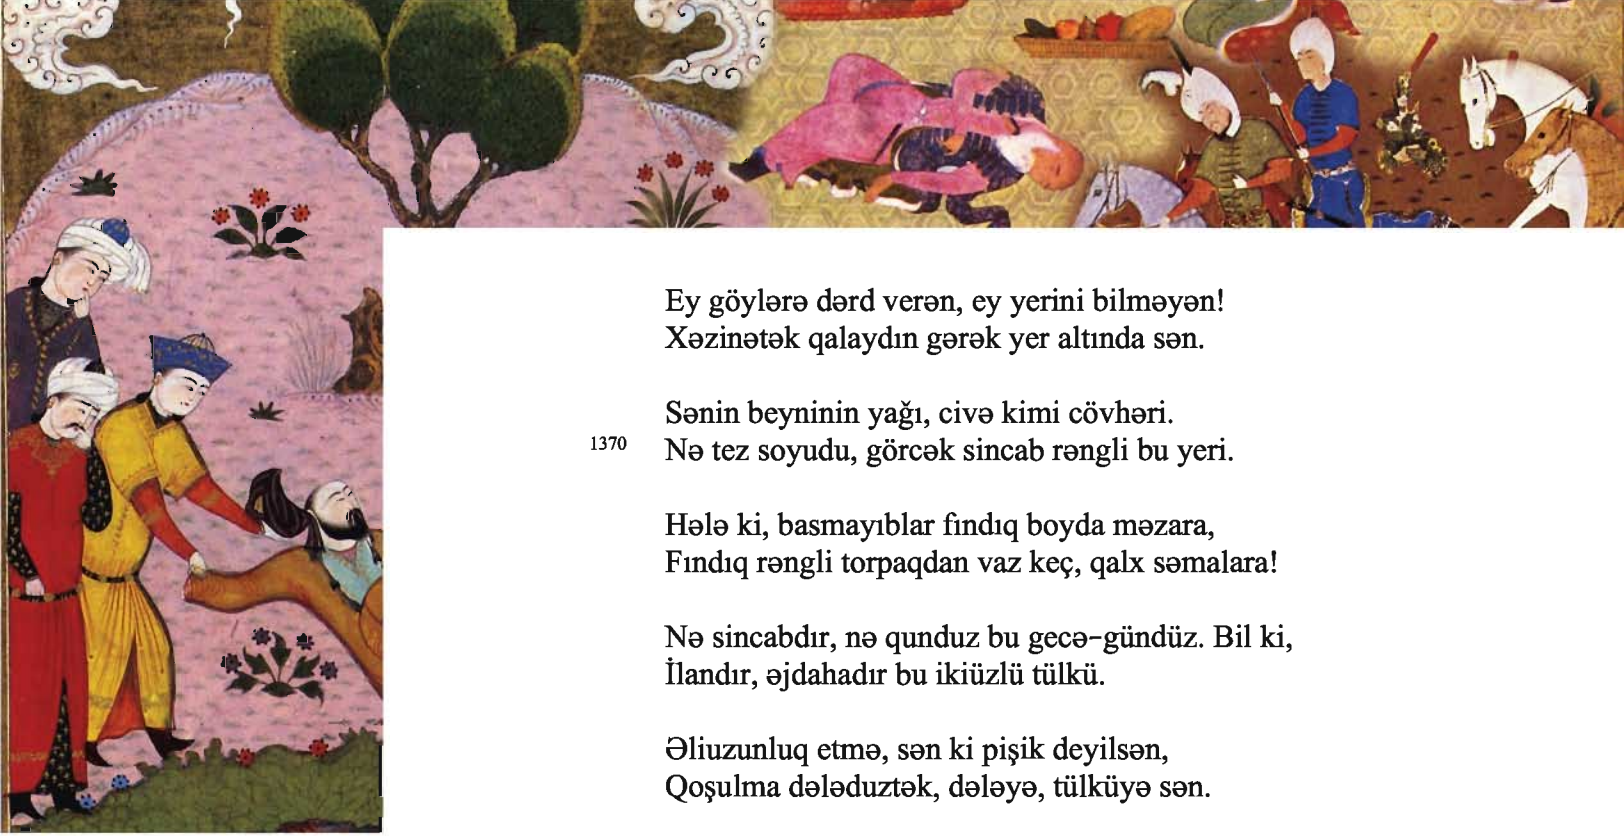 Ey göylərə dərd verən, ey yerini bilməyən!
Xəzinətək qalaydın gərək yer altında sən.
Sənin beyninin yağı, civə kimi cövhəri.
1370 Nə tez soyudu, görcək sincab rəngli bu yeri.
Hələ ki, basmayıblar fındıq boyda məzara,
Fındıq rəngli torpaqdan vaz keç, qalx səmalara!
Nə sincabdır, nə qunduz bu gecə-gündüz. Bil ki,
İlandır, əjdahadır bu ikiüzlü tülkü.
Əliuzunluq etmə, sən ki pişik deyilsən,
Qoşulma dələduztək, dələyə, tülküyə sən.